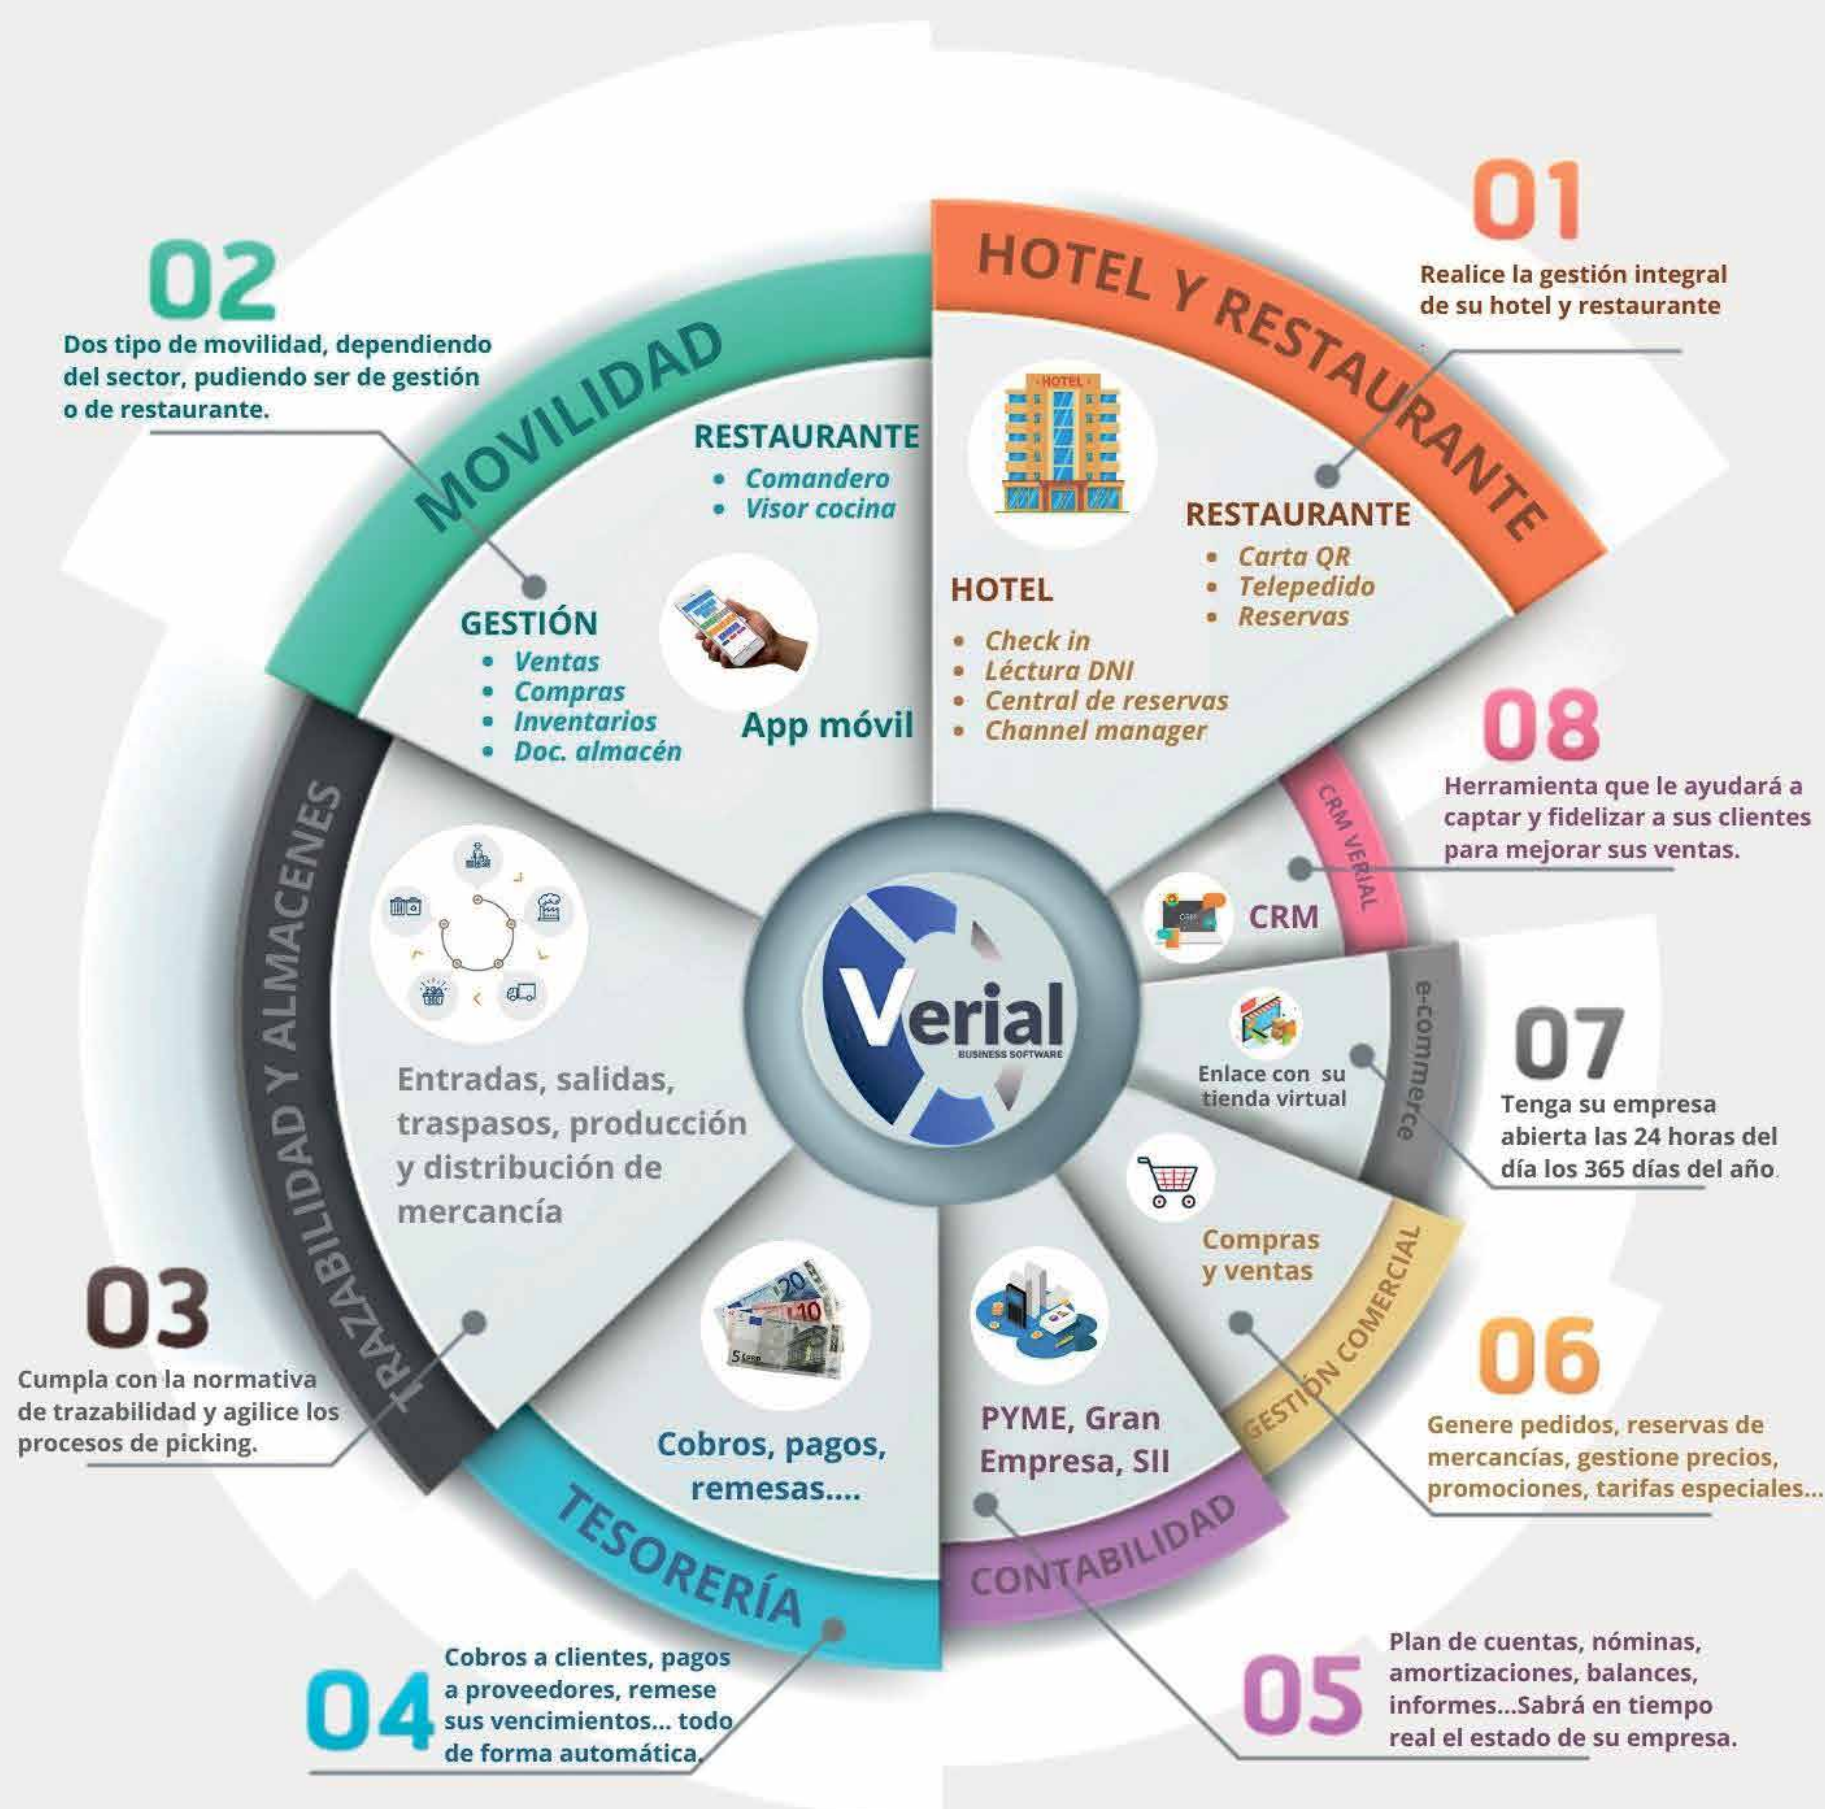 01
Realice la gestión integral
de su hotel y restaurante
HOTEL Y RESTAURANTE
HOTEL
RESTAURANTE
• Carta QR
• Telepedido
• Reservas
HOTEL
• Check in
• Léctura DNI
• Central de reservas
• Channel manager
02
Dos tipo de movilidad, dependiendo
del sector, pudiendo ser de gestión
o de restaurante.
MOVILIDAD
RESTAURANTE
• Comandero
• Visor cocina
GESTIÓN
• Ventas
• Compras
• Inventarios
• Doc. almacén
App móvil
TRAZABILIDAD Y ALMACENES
Entradas, salidas,
traspasos, producción
y distribución de
mercancía
03
Cumpla con la normativa
de trazabilidad y agilice los
procesos de picking.
Verial
BUSINESS SOFTWARE
20
10
5
Cobros, pagos,
remesas....
TESORERÍA
04
Cobros a clientes, pagos
a proveedores, remese
sus vencimientos... todo
de forma automática.
PYME, Gran
Empresa, SII
CONTABILIDAD
05
Plan de cuentas, nóminas,
amortizaciones, balances,
informes...Sabrá en tiempo
real el estado de su empresa.
Compras
y ventas
GESTIÓN COMERCIAL
06
Genere pedidos, reservas de
mercancías, gestione precios,
promociones, tarifas especiales...
Enlace con su
tienda virtual
e-commerce
07
Tenga su empresa
abierta las 24 horas del
día los 365 días del año.
CRM
CRM
CRM VERIAL
08
Herramienta que le ayudará a
captar y fidelizar a sus clientes
para mejorar sus ventas.